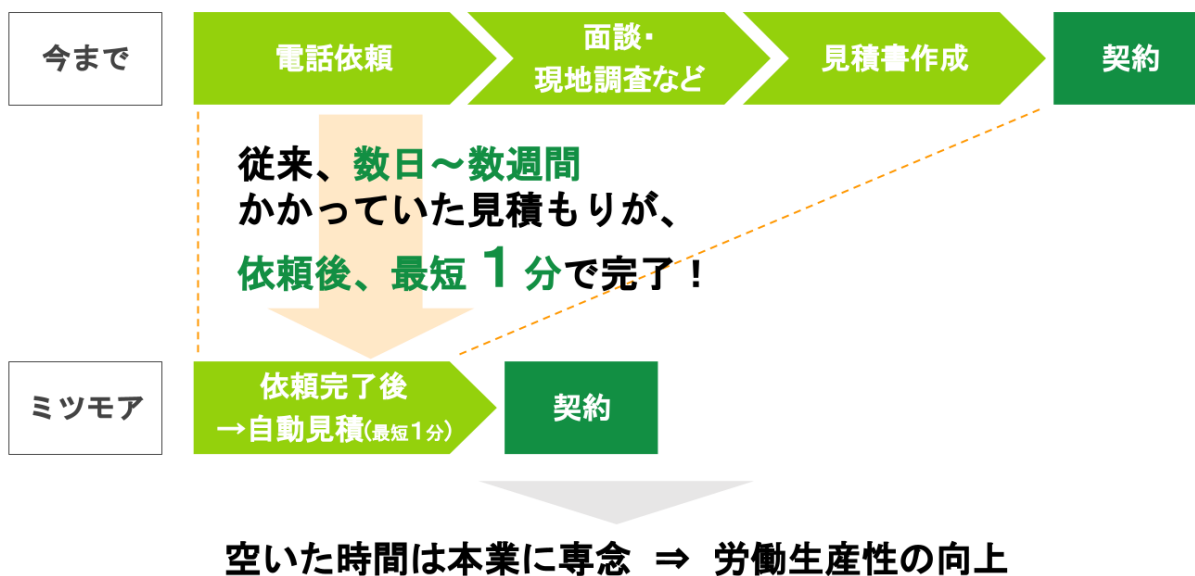 今まで
電話依頼
面談・
現地調査など
見積書作成
契約
従来、数日～数週間
かかっていた見積もりが、
依頼後、最短１分で完了！
ミツモア
依頼完了後
→自動見積(最短１分)
契約
空いた時間は本業に専念 ⇒ 労働生産性の向上